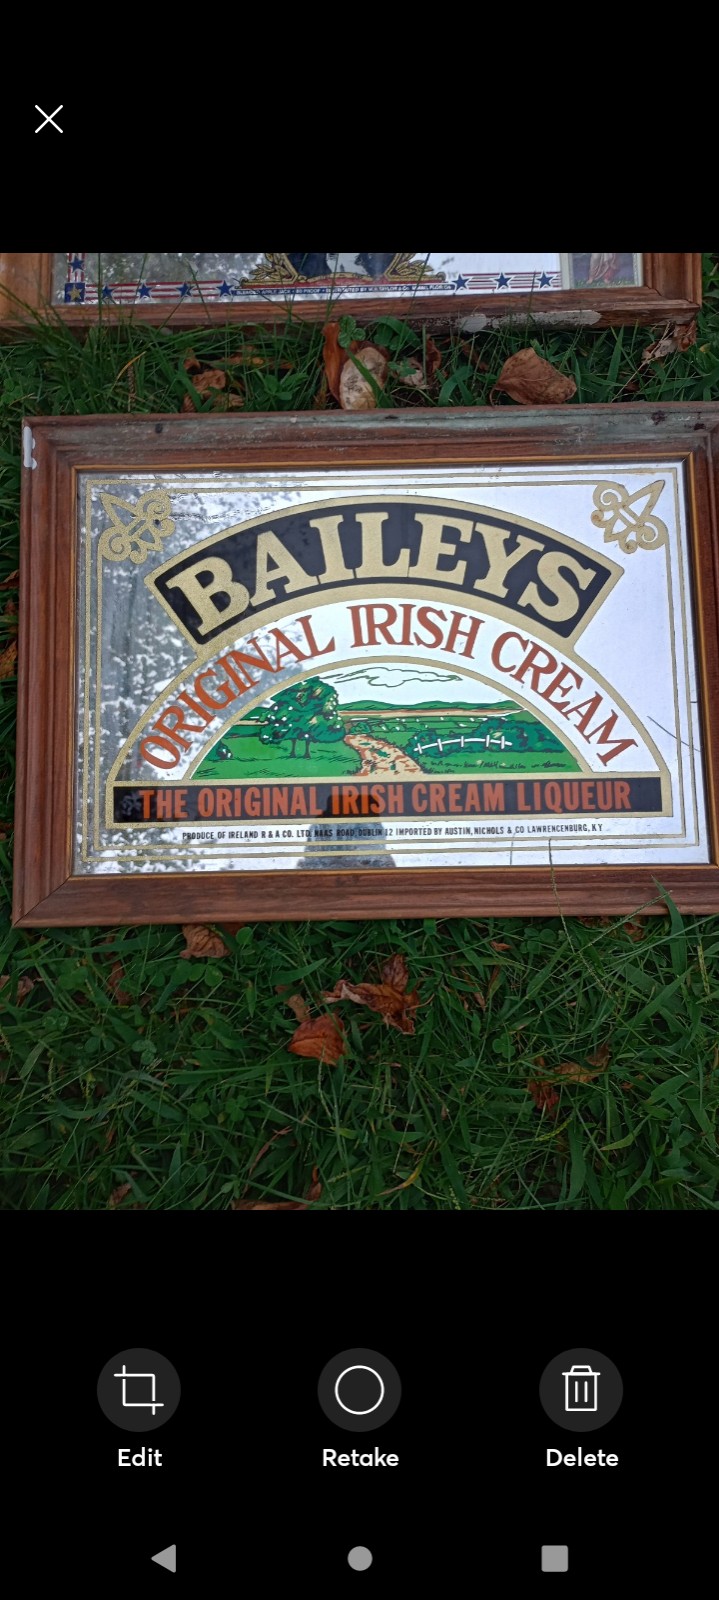 BAILEYS
ORIGINAL IRISH CREAM
THE ORIGINAL IRISH CREAM LIQUEUR
PRODUCE OF IRELAND R & A CO. LTD. NAAS ROAD, DUBLIN 12 IMPORTED BY AUSTIN, NICHOLS & CO LAWRENCENBURG, KY
Edit
Retake
Delete